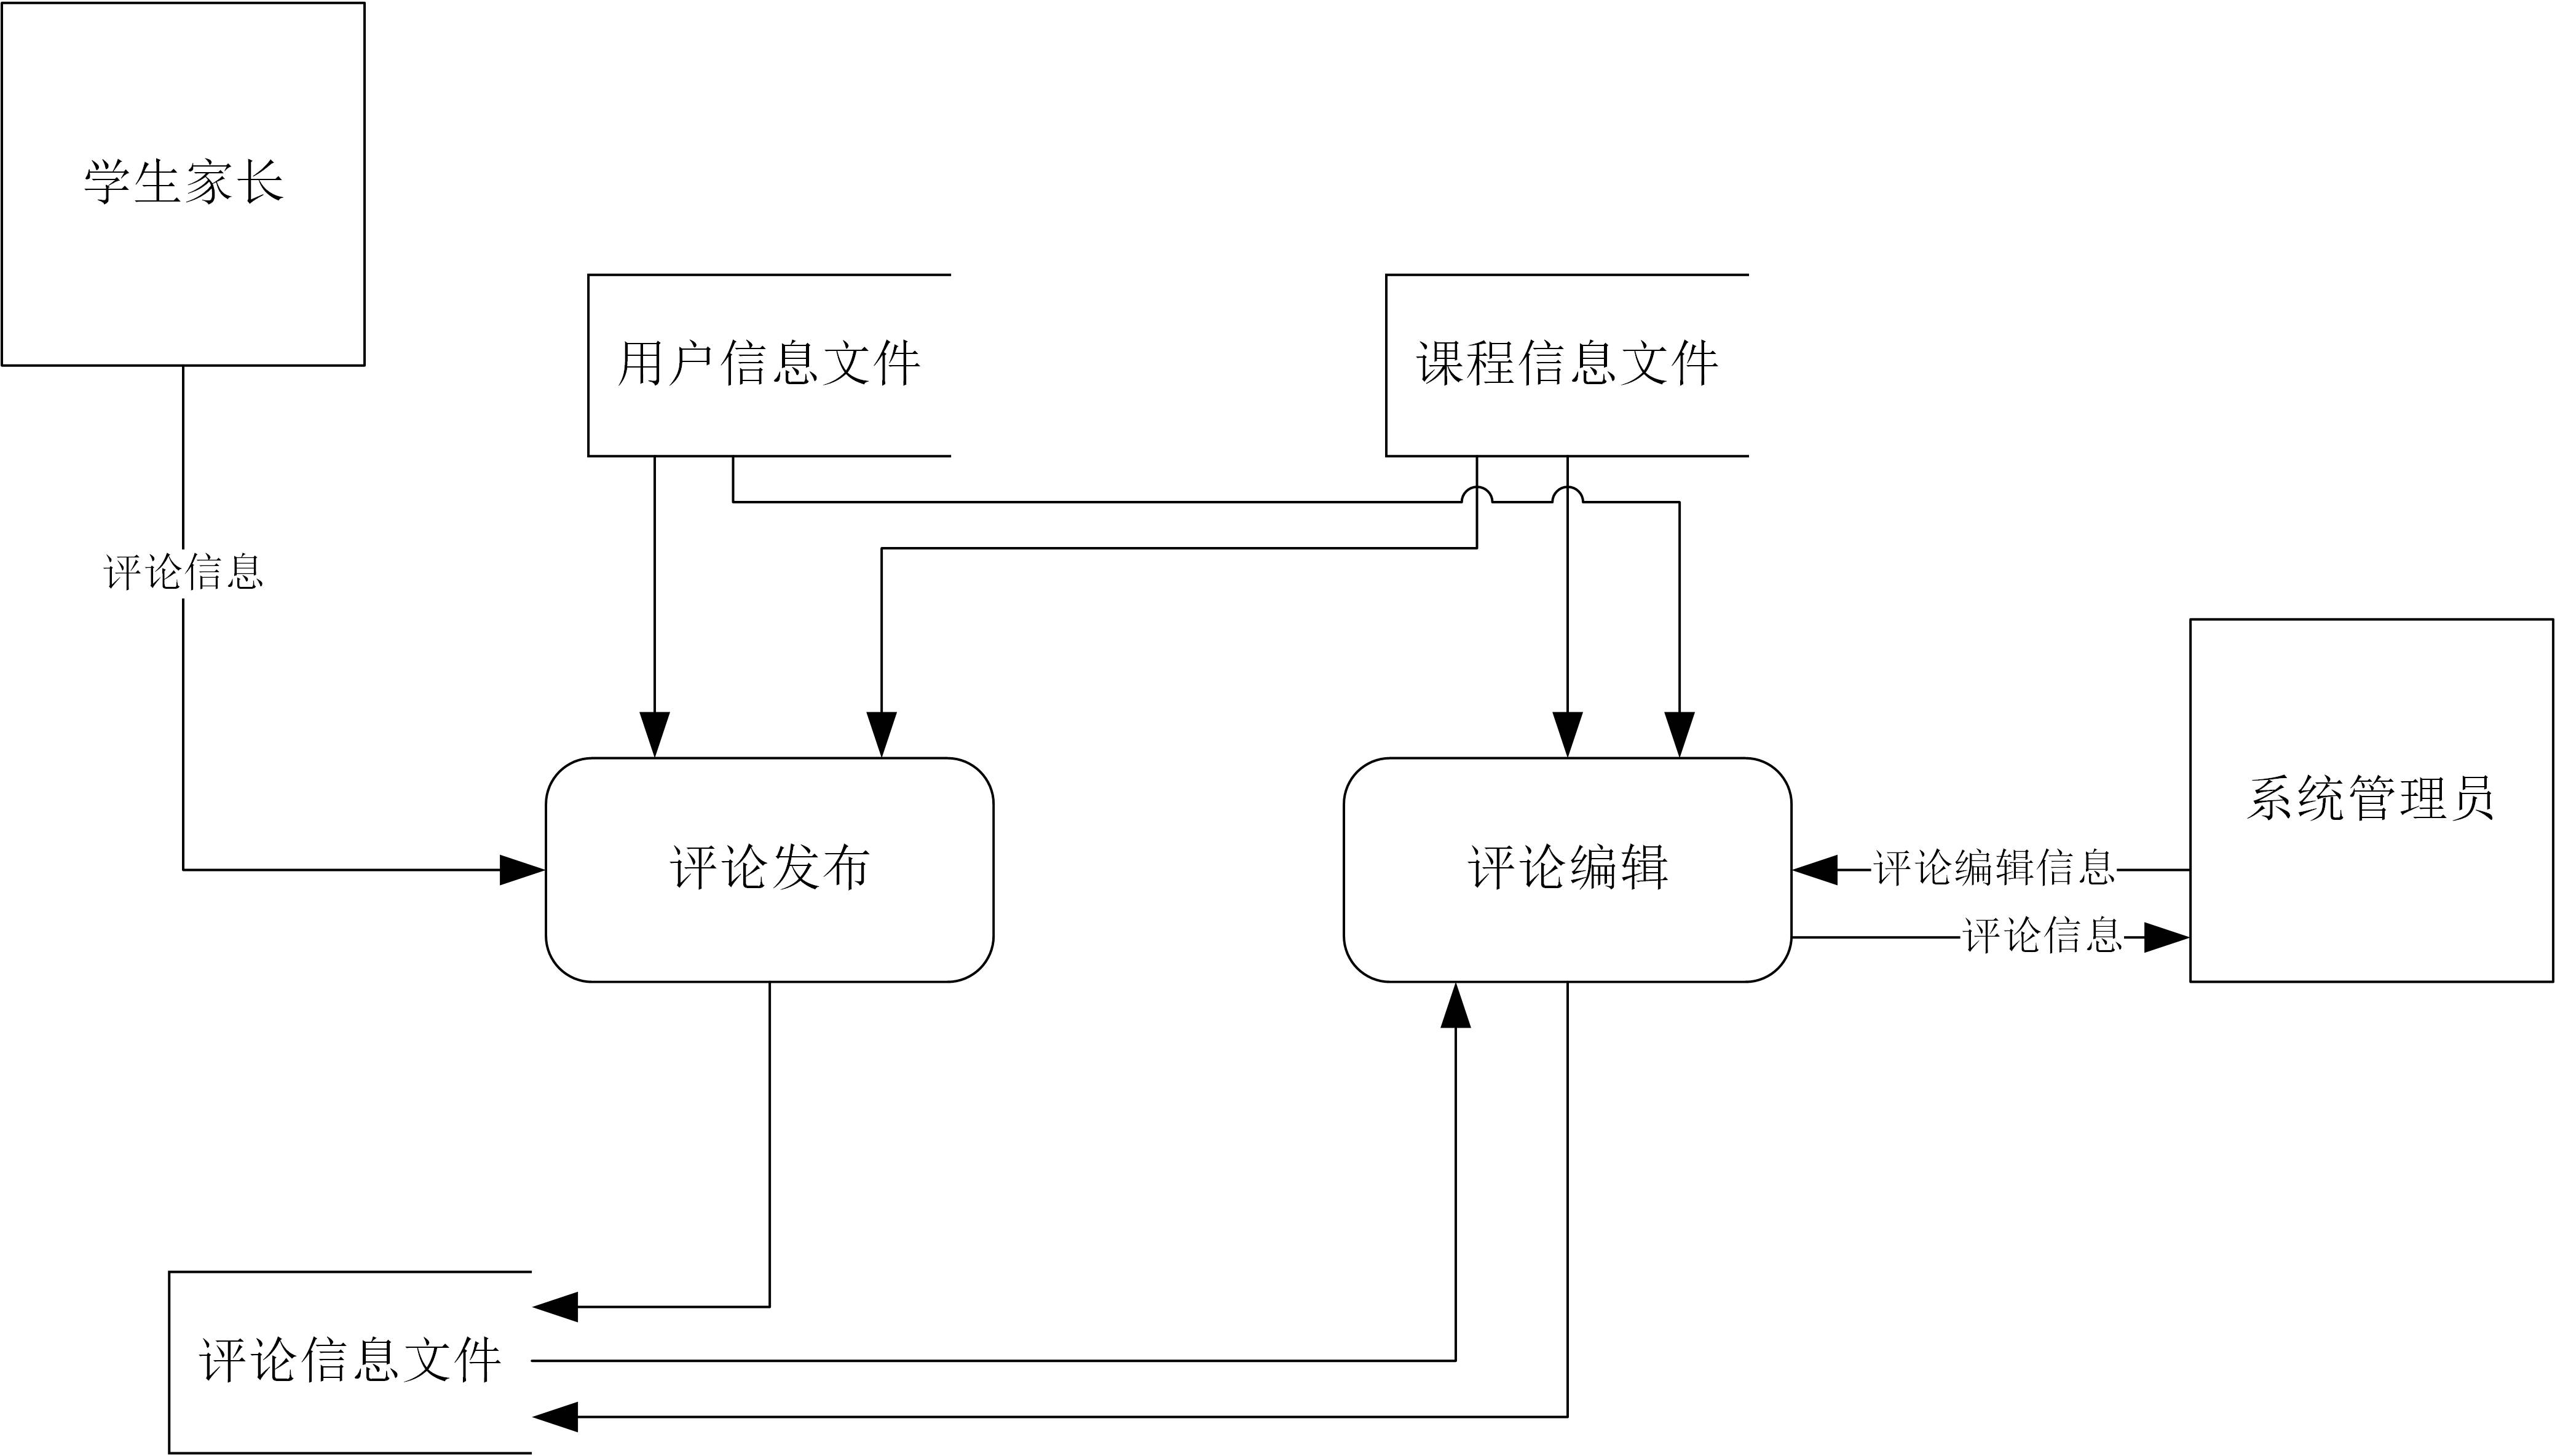 学生家长
用户信息文件
课程信息文件
评论信息
系统管理员
评论发布
评论编辑
评论编辑信息
评论信息
评论信息文件